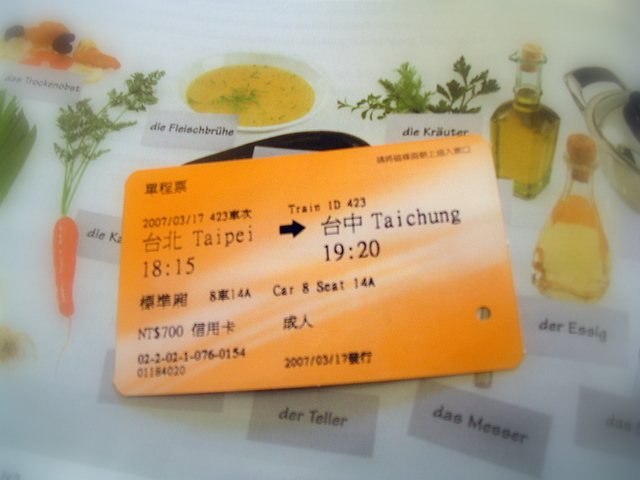 das Trockenobst
die Fleischbrühe
die Kräuter
die Ka
單程票
請將磁條面朝上插入票口
2007/03/17 423車次
Train ID 423
台北 Taipei
台中 Taichung
18:15
19:20
標準廂 8車14A Car 8 Seat 14A
NT$700 信用卡 成人
02-2-02-1-076-0154
01184020
2007/03/17發行
der Essig
der Teller
das Messer